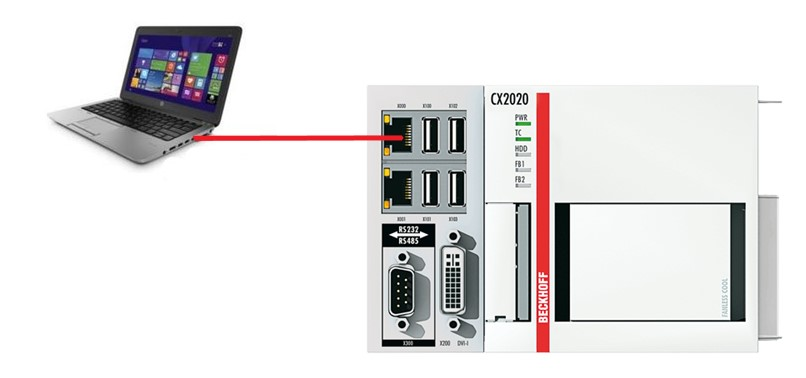 X000 X100 X102
CX2020
PWR
TC
HDD
FB1
FB2
X001 X101 X103
RS232
RS485
X300
X200 DVI-I
BECKHOFF
FANLESS COOL